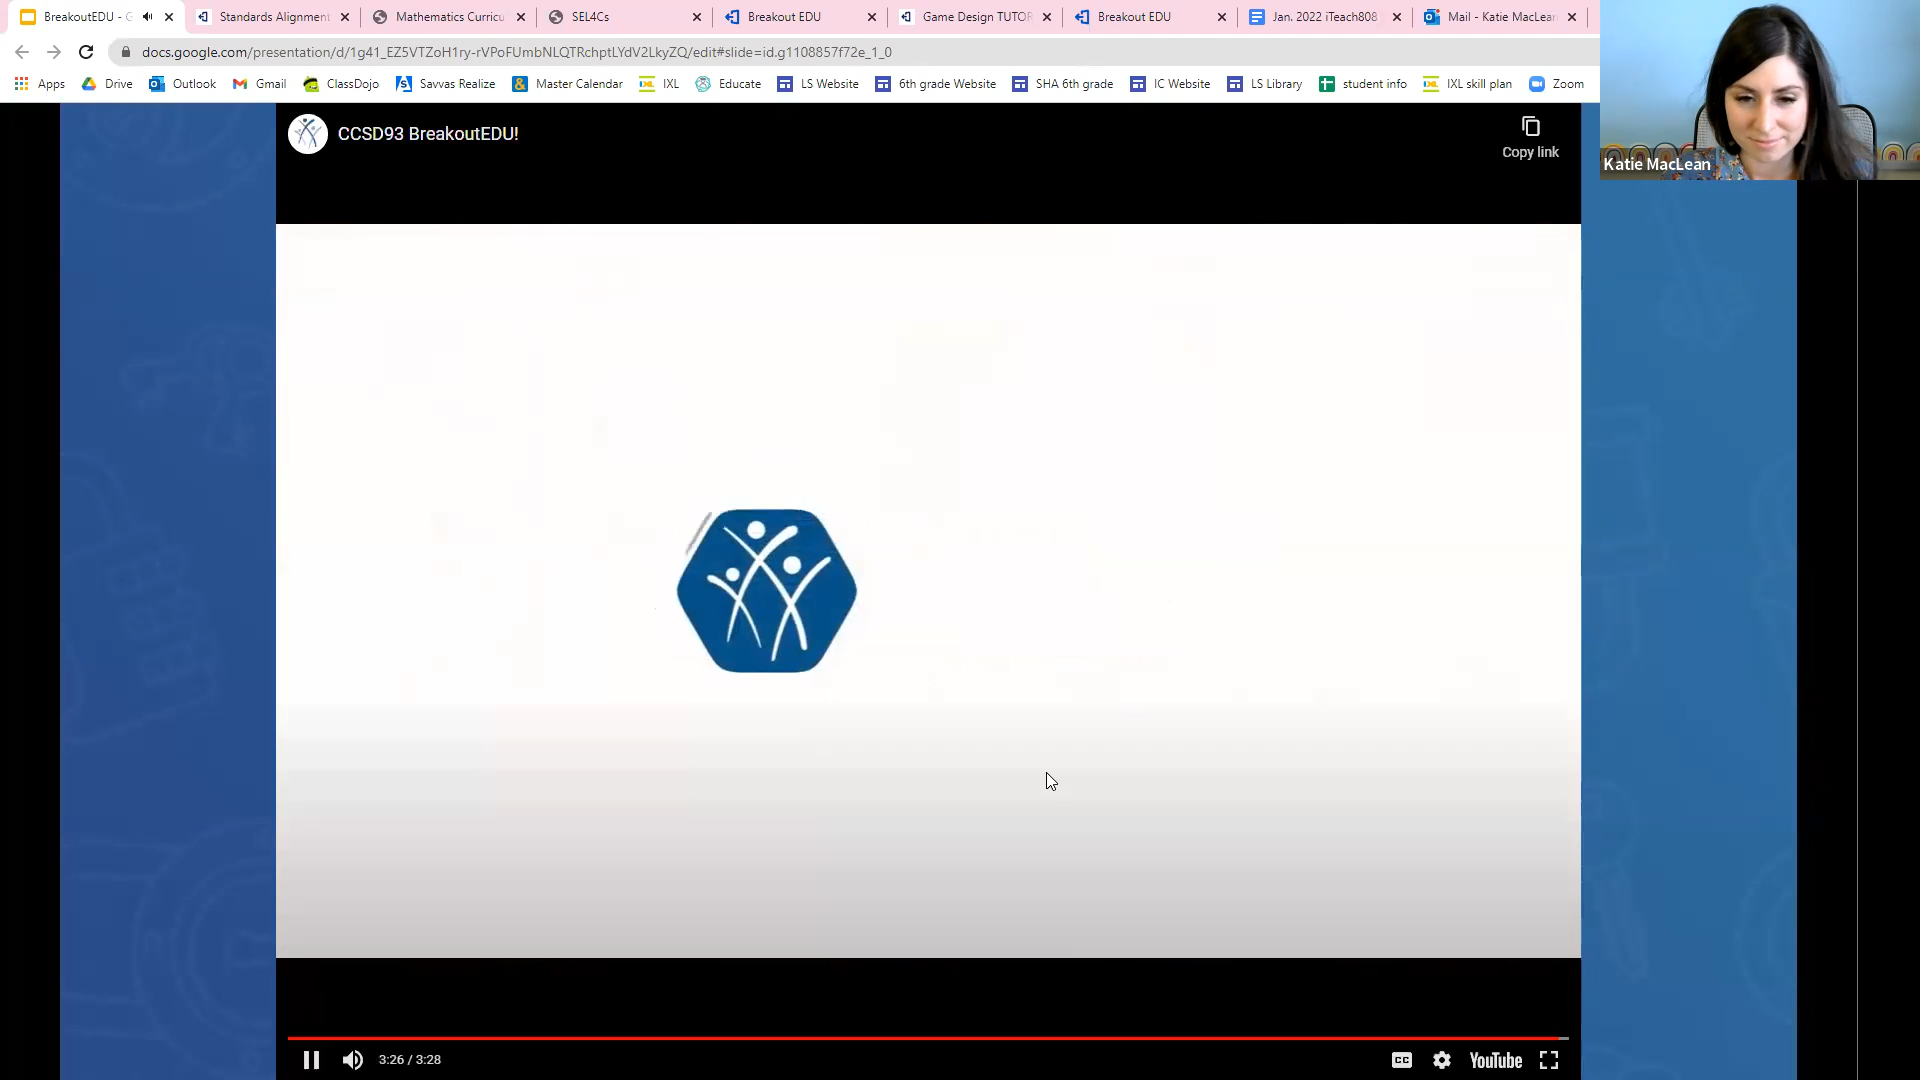 BreakoutEDU - G
Standards Alignment
Mathematics Curricu
SEL4Cs
Breakout EDU
Game Design TUTOR
Breakout EDU
Jan. 2022 iTeach808
Mail - Katie MacLean
docs.google.com/presentation/d/1g41_EZ5VTZoH1ry-rVPoFUmbNLQTRchptLYdV2LkyZQ/edit#slide=id.g1108857f72e_1_0
Apps
Drive
Outlook
Gmail
ClassDojo
Savvas Realize
Master Calendar
IXL
Educate
LS Website
6th grade Website
SHA 6th grade
IC Website
LS Library
student info
IXL skill plan
Zoom
Katie MacLean
CCSD93 BreakoutEDU!
Copy link
3:26 / 3:28
CC
YouTube